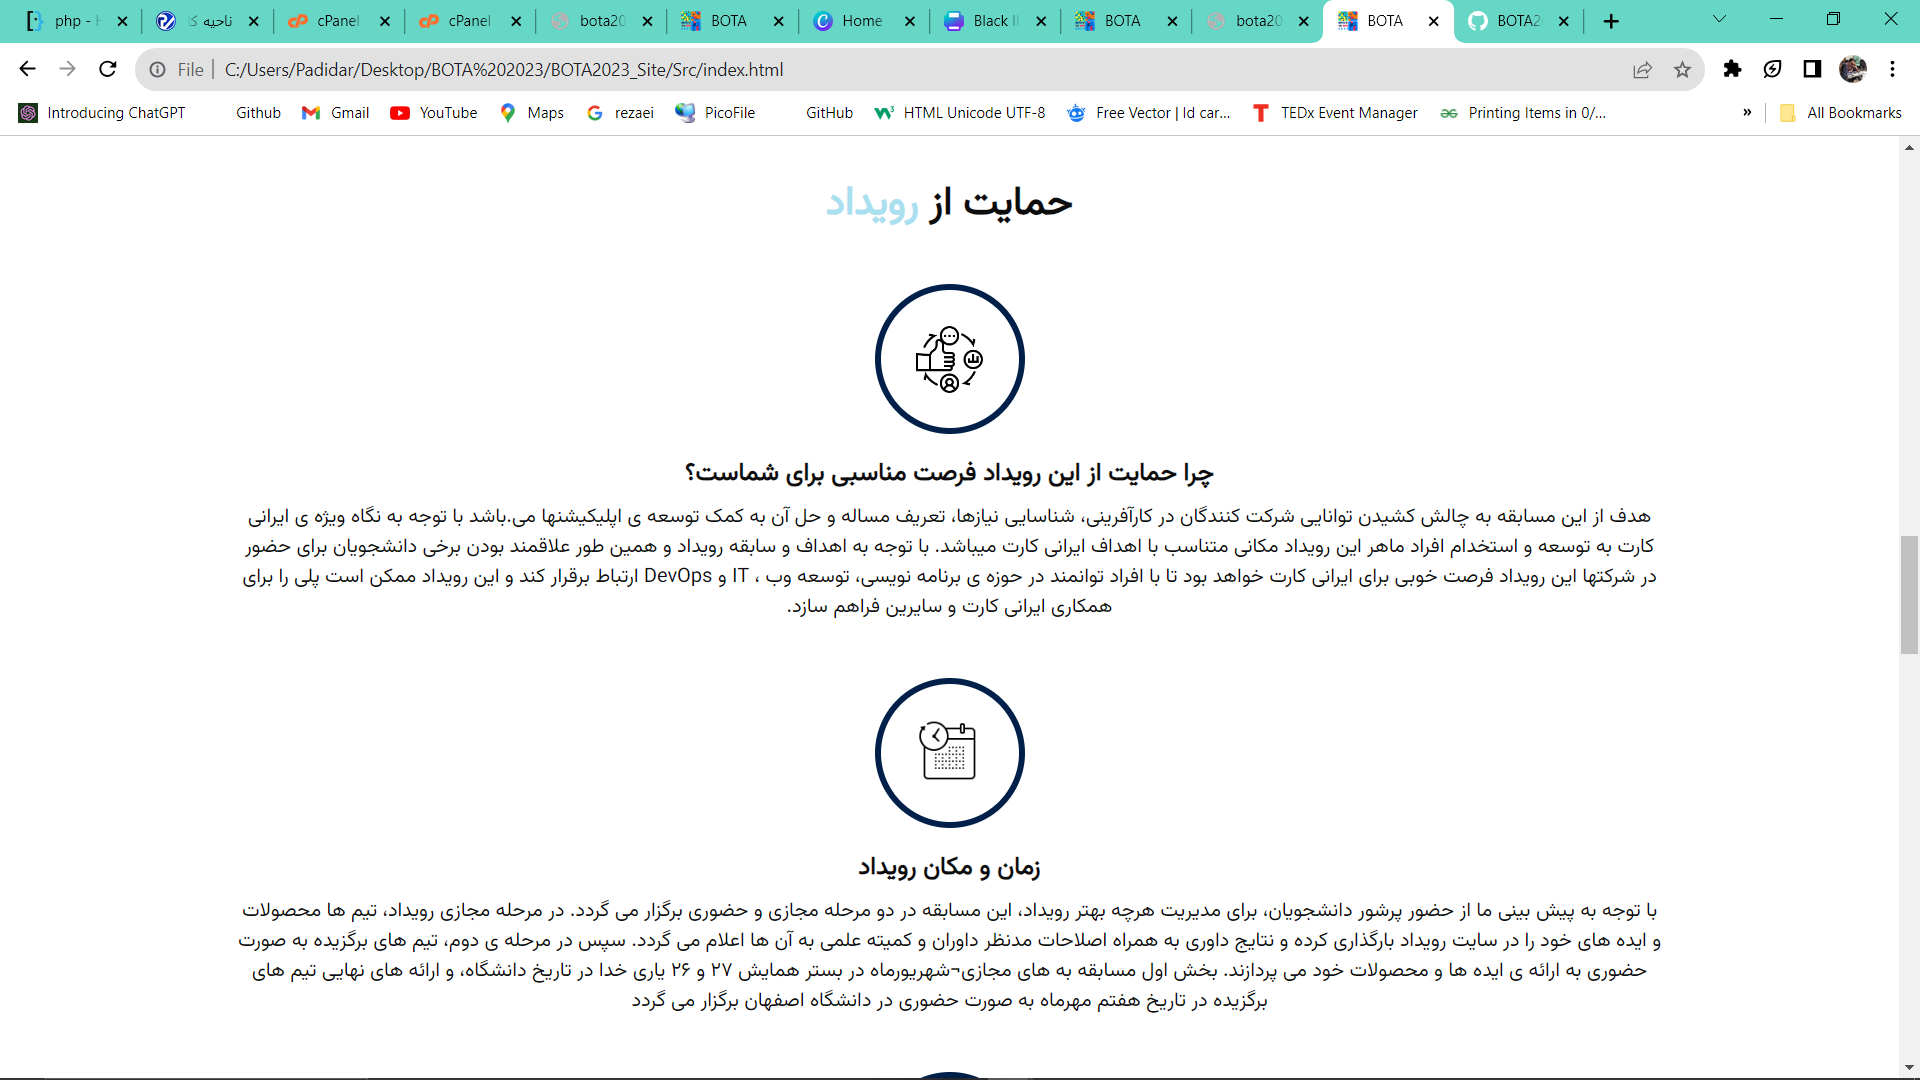 php - H
ناحیه کا
cPanel
cPanel
bota20
BOTA
Home -
Black II
BOTA
bota20
BOTA
BOTA2
File
C:/Users/Padidar/Desktop/BOTA%202023/BOTA2023_Site/Src/index.html
Introducing ChatGPT
Github
Gmail
YouTube
Maps
rezaei
PicoFile
GitHub
HTML Unicode UTF-8
Free Vector | Id car...
TEDx Event Manager
Printing Items in 0/...
»
All Bookmarks
حمایت از رویداد
چرا حمایت از این رویداد فرصت مناسبی برای شماست؟
هدف از این مسابقه به چالش کشیدن توانایی شرکت کنندگان در کارآفرینی، شناسایی نیازها، تعریف مساله و حل آن به کمک توسعه ی اپلیکیشنها می.باشد با توجه به نگاه ویژه ی ایرانی
کارت به توسعه و استخدام افراد ماهر این رویداد مکانی متناسب با اهداف ایرانی کارت میباشد. با توجه به اهداف و سابقه رویداد و همین طور علاقمند بودن برخی دانشجویان برای حضور
در شرکتها این رویداد فرصت خوبی برای ایرانی کارت خواهد بود تا با افراد توانمند در حوزه ی برنامه نویسی، توسعه وب ، IT و DevOps ارتباط برقرار کند و این رویداد ممکن است پلی را برای
همکاری ایرانی کارت و سایرین فراهم سازد.
زمان و مکان رویداد
با توجه به پیش بینی ما از حضور پرشور دانشجویان، برای مدیریت هرچه بهتر رویداد، این مسابقه در دو مرحله مجازی و حضوری برگزار می گردد. در مرحله مجازی رویداد، تیم ها محصولات
و ایده های خود را در سایت رویداد بارگذاری کرده و نتایج داوری به همراه اصلاحات مدنظر داوران و کمیته علمی به آن ها اعلام می گردد. سپس در مرحله ی دوم، تیم های برگزیده به صورت
حضوری به ارائه ی ایده ها و محصولات خود می پردازند. بخش اول مسابقه به های مجازی¬شهریورماه در بستر همایش ۲۷ و ۲۶ یاری خدا در تاریخ دانشگاه، و ارائه های نهایی تیم های
برگزیده در تاریخ هفتم مهرماه به صورت حضوری در دانشگاه اصفهان برگزار می گردد